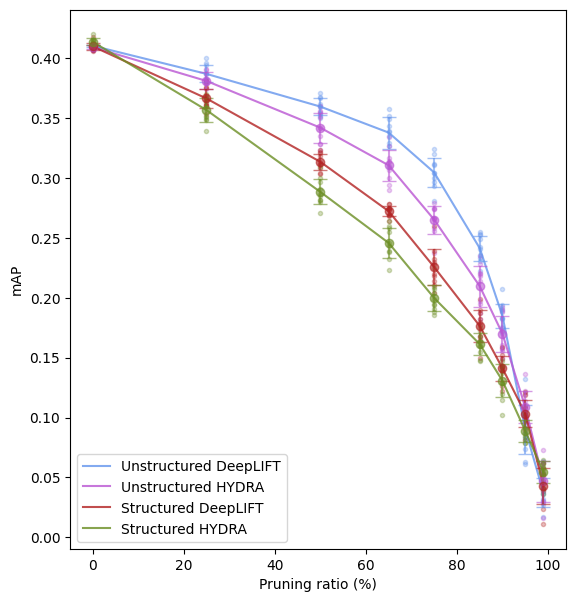 0.40
0.35
0.30
0.25
0.20
0.15
0.10
0.05
0.00
mAP
Unstructured DeepLIFT
Unstructured HYDRA
Structured DeepLIFT
Structured HYDRA
0 20 40 60 80 100
Pruning ratio (%)